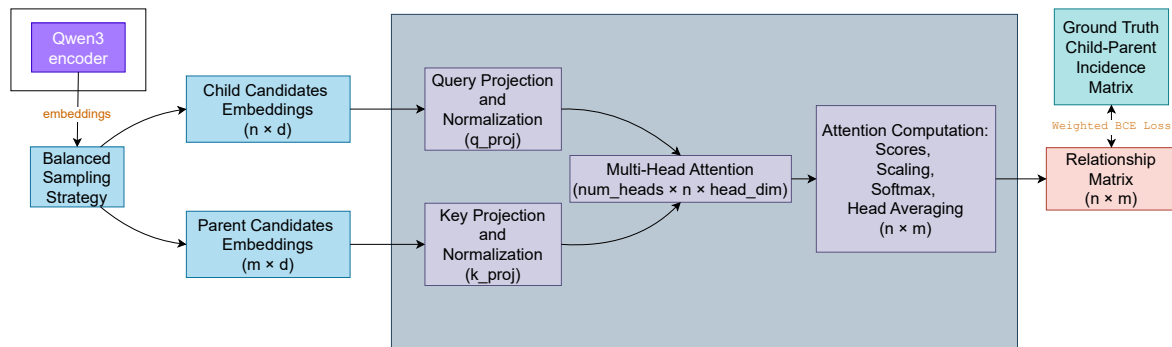 Qwen3
encoder
embeddings
Balanced
Sampling
Strategy
Child Candidates
Embeddings
(n × d)
Parent Candidates
Embeddings
(m × d)
Query Projection
and
Normalization
(q_proj)
Key Projection
and
Normalization
(k_proj)
Multi-Head Attention
(num_heads × n × head_dim)
Attention Computation:
Scores,
Scaling,
Softmax,
Head Averaging
(n × m)
Ground Truth
Child-Parent
Incidence
Matrix
Weighted BCE Loss
Relationship
Matrix
(n × m)